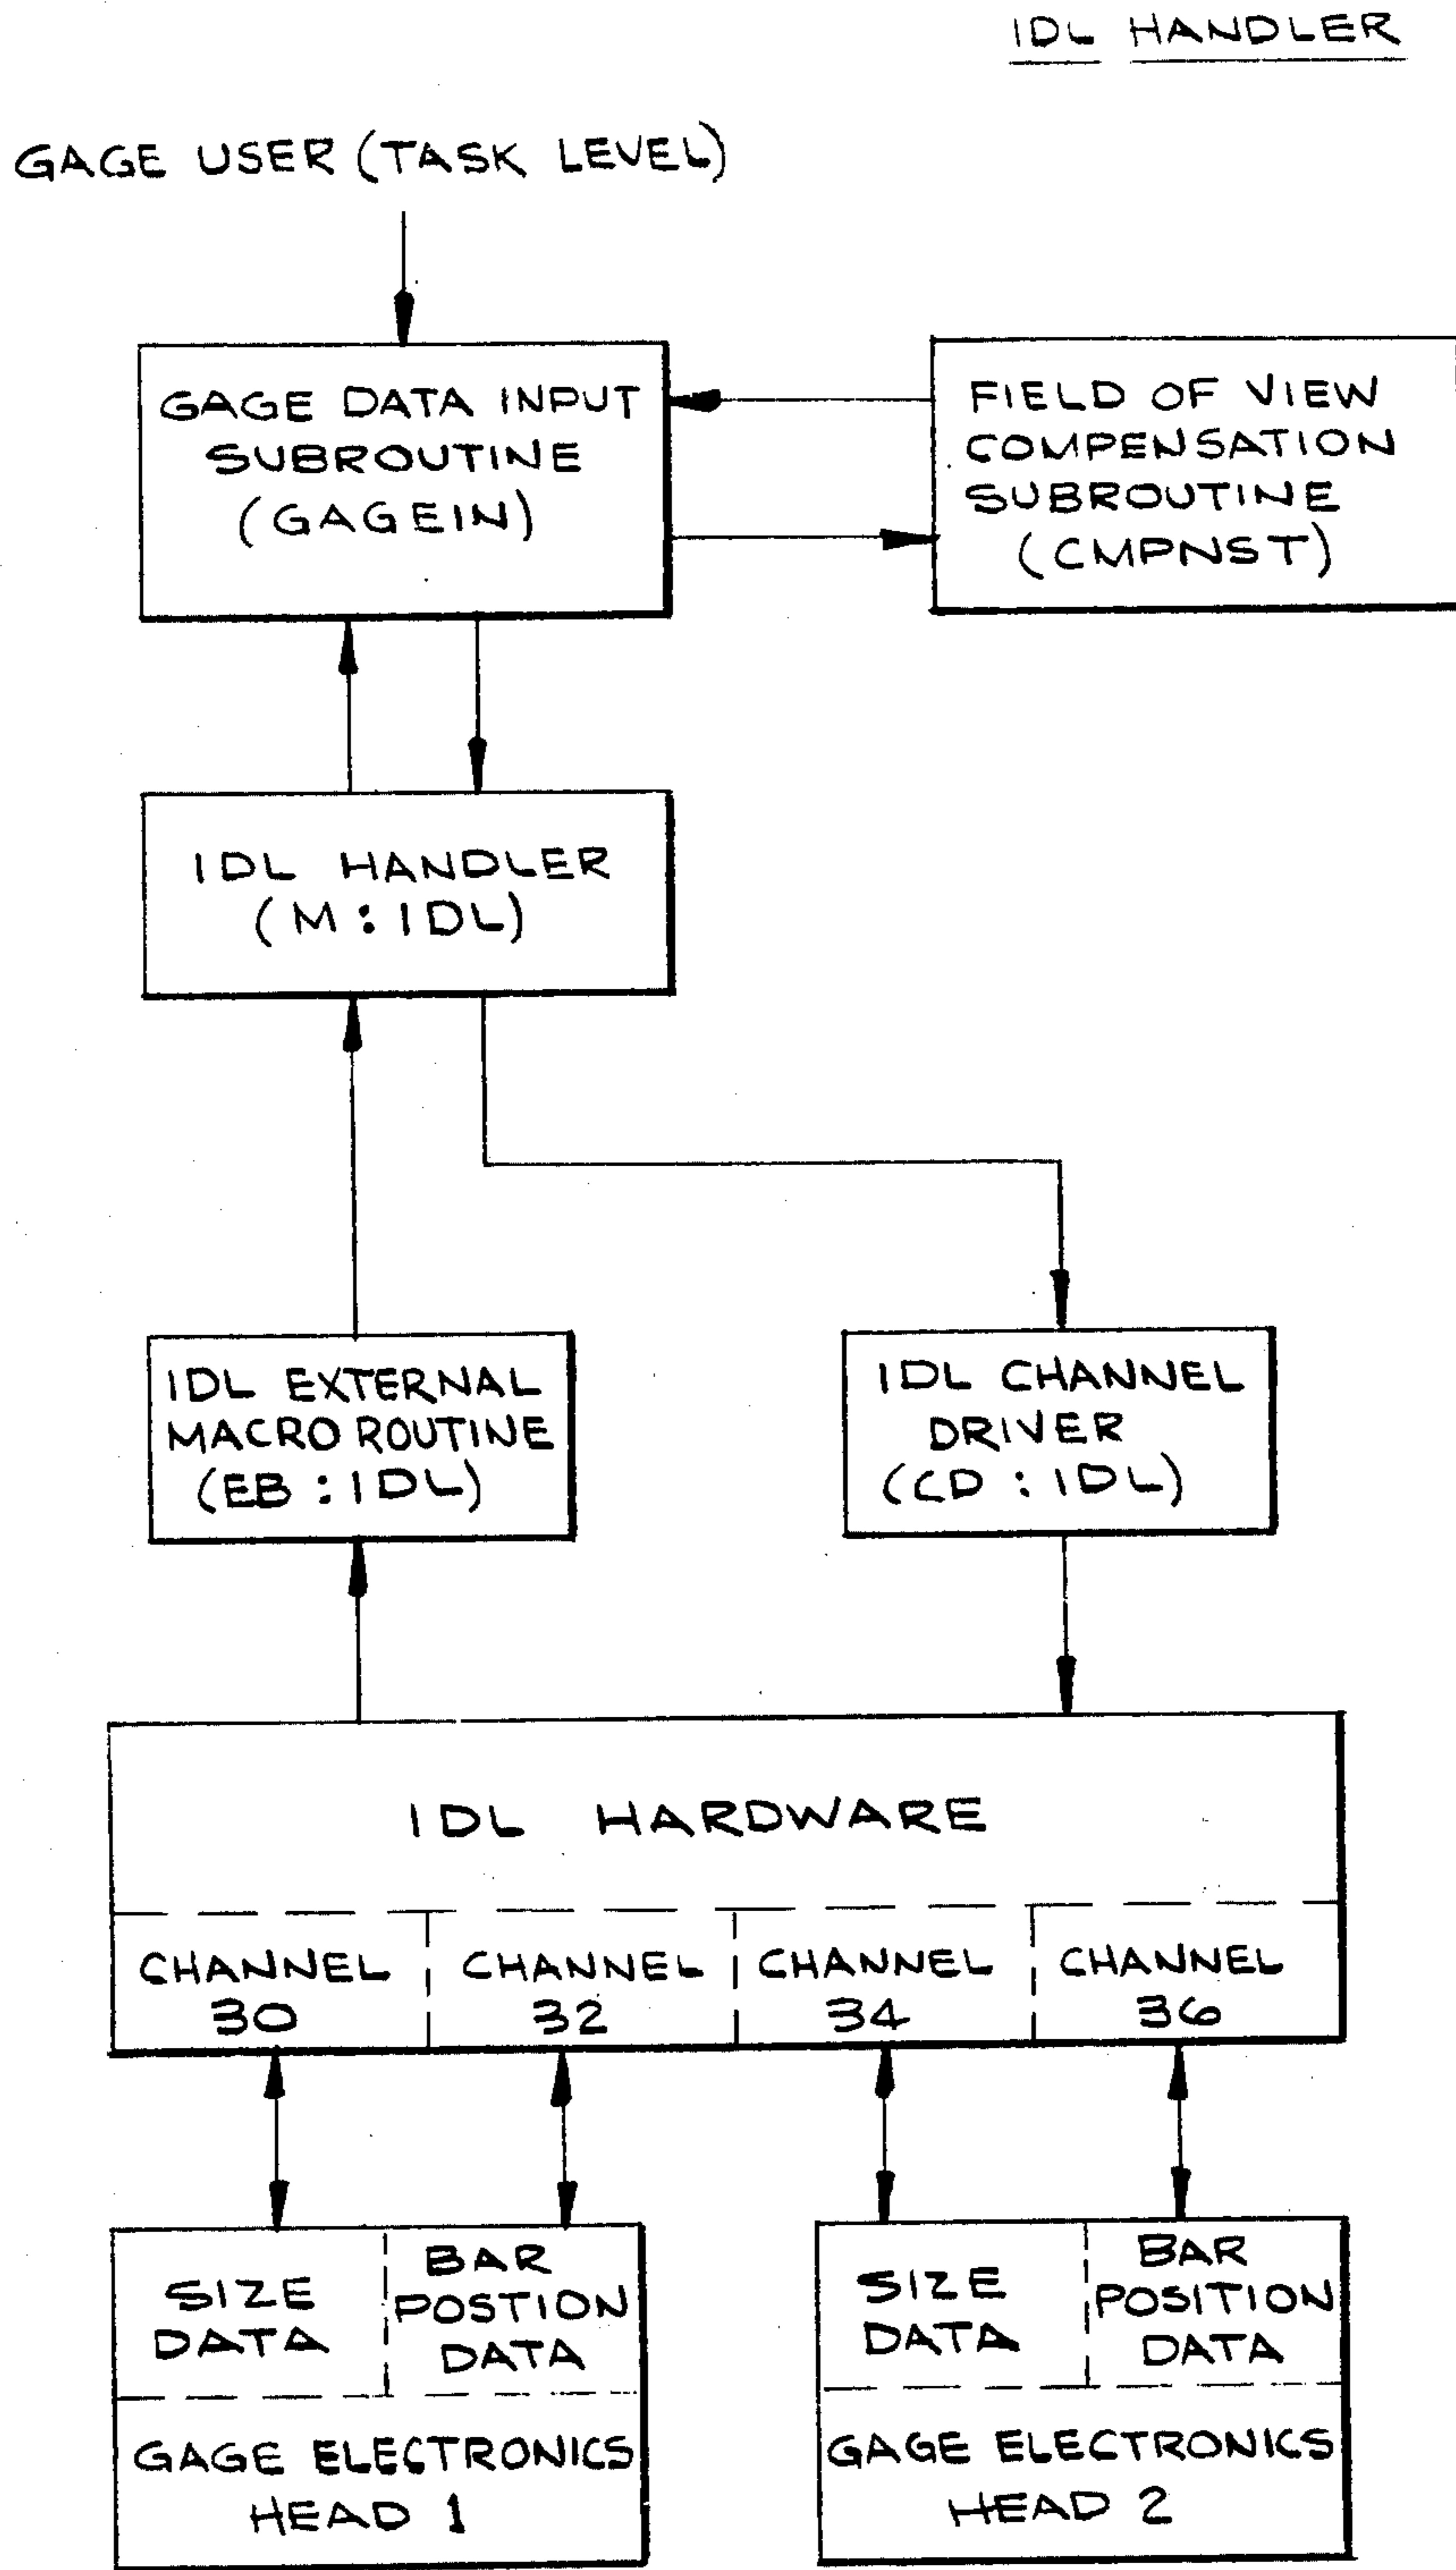 IDL HANDLER
GAGE USER (TASK LEVEL)
GAGE DATA INPUT
SUBROUTINE
(GAGEIN)
FIELD OF VIEW
COMPENSATION
SUBROUTINE
(CMPNST)
IDL HANDLER
(M:IDL)
IDL EXTERNAL
MACRO ROUTINE
(EB:IDL)
IDL CHANNEL
DRIVER
(CD:IDL)
IDL HARDWARE
CHANNEL
30
CHANNEL
32
CHANNEL
34
CHANNEL
36
SIZE
DATA
BAR
POSTION
DATA
GAGE ELECTRONICS
HEAD 1
SIZE
DATA
BAR
POSITION
DATA
GAGE ELECTRONICS
HEAD 2